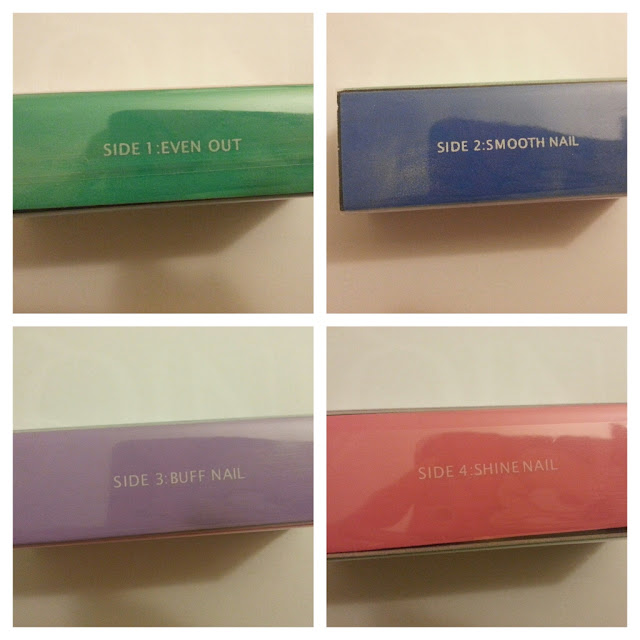 SIDE 1:EVEN OUT
SIDE 2:SMOOTH NAIL
SIDE 3:BUFF NAIL
SIDE 4:SHINE NAIL